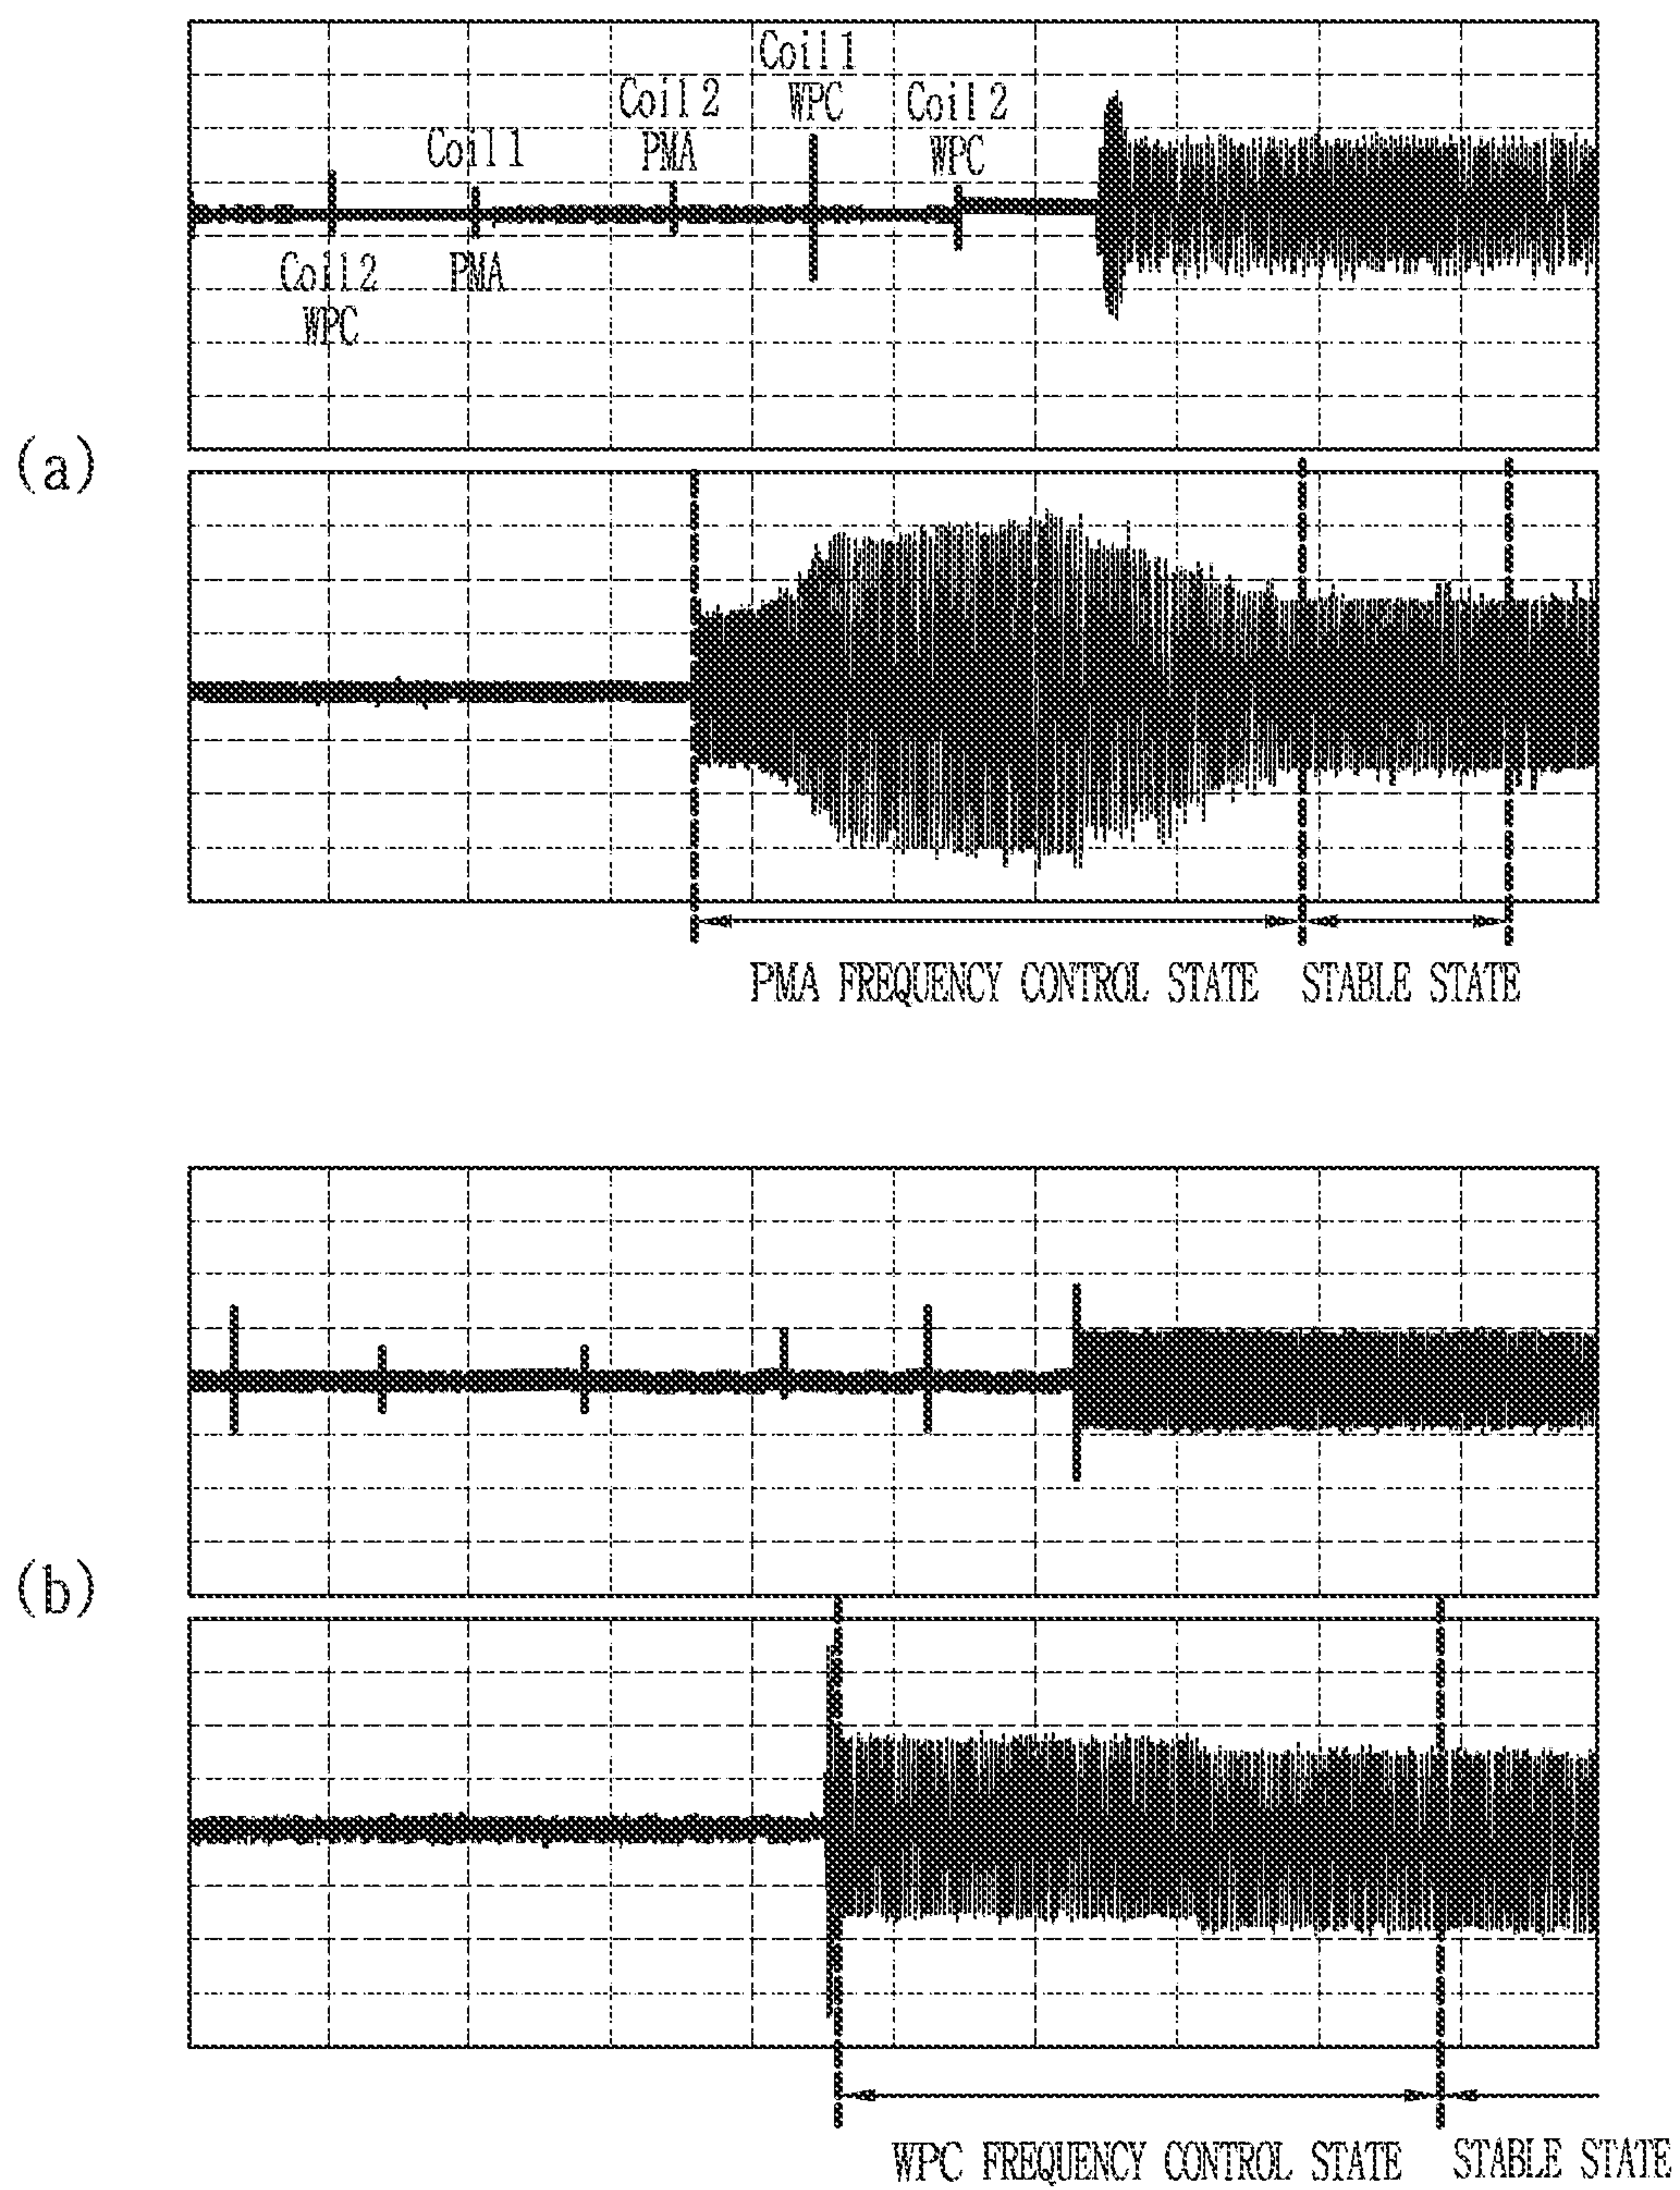 Coil1
WPC
Coil2
PMA
Coil2
WPC
Coil1
PMA
Coil2
WPC
(a)
PMA FREQUENCY CONTROL STATE
STABLE STATE
(b)
WPC FREQUENCY CONTROL STATE
STABLE STATE